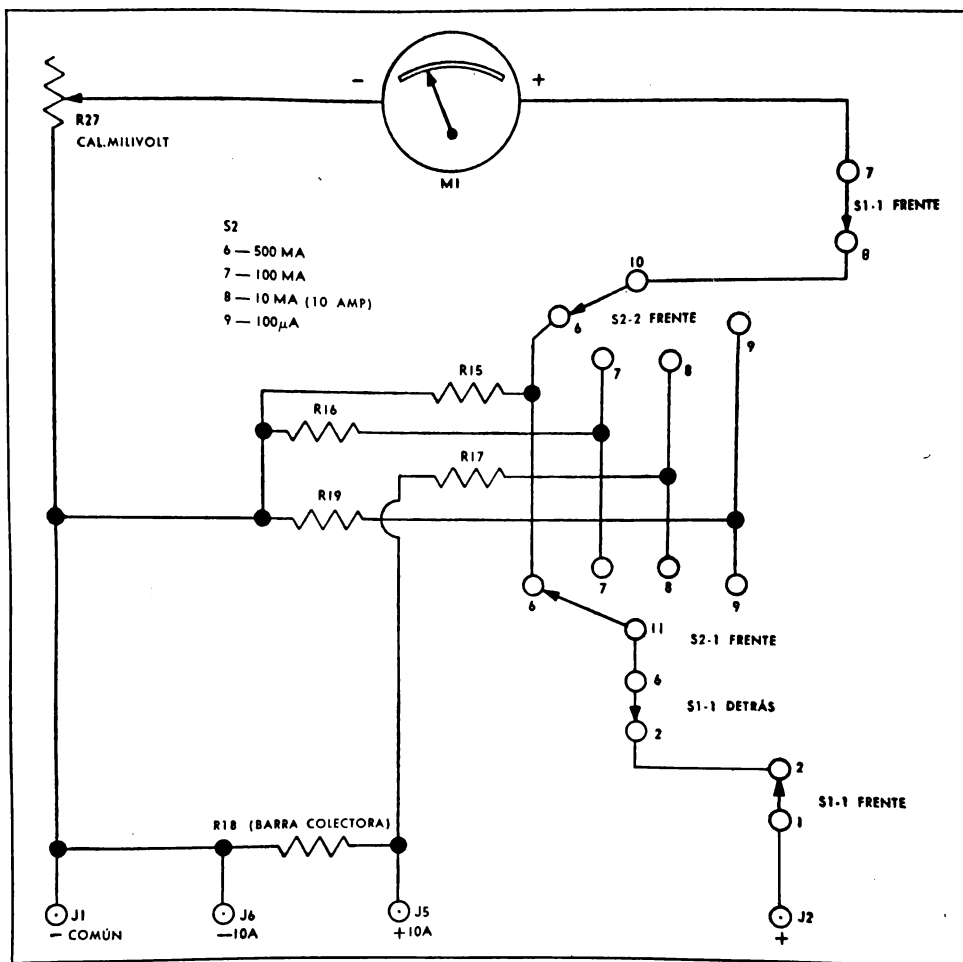 - +
R27
CAL.MILIVOLT
M1
7
S1-1 FRENTE
8
S2
6 — 500 MA
7 — 100 MA
8 — 10 MA (10 AMP)
9 — 100µA
10
6
S2-2 FRENTE
9
7
8
R15
R16
R17
R19
6
7
8
9
11
S2-1 FRENTE
6
S1-1 DETRÁS
2
2
S1-1 FRENTE
1
R18 (BARRA COLECTORA)
J1
- COMÚN
J6
-10A
J5
+10A
J2
+